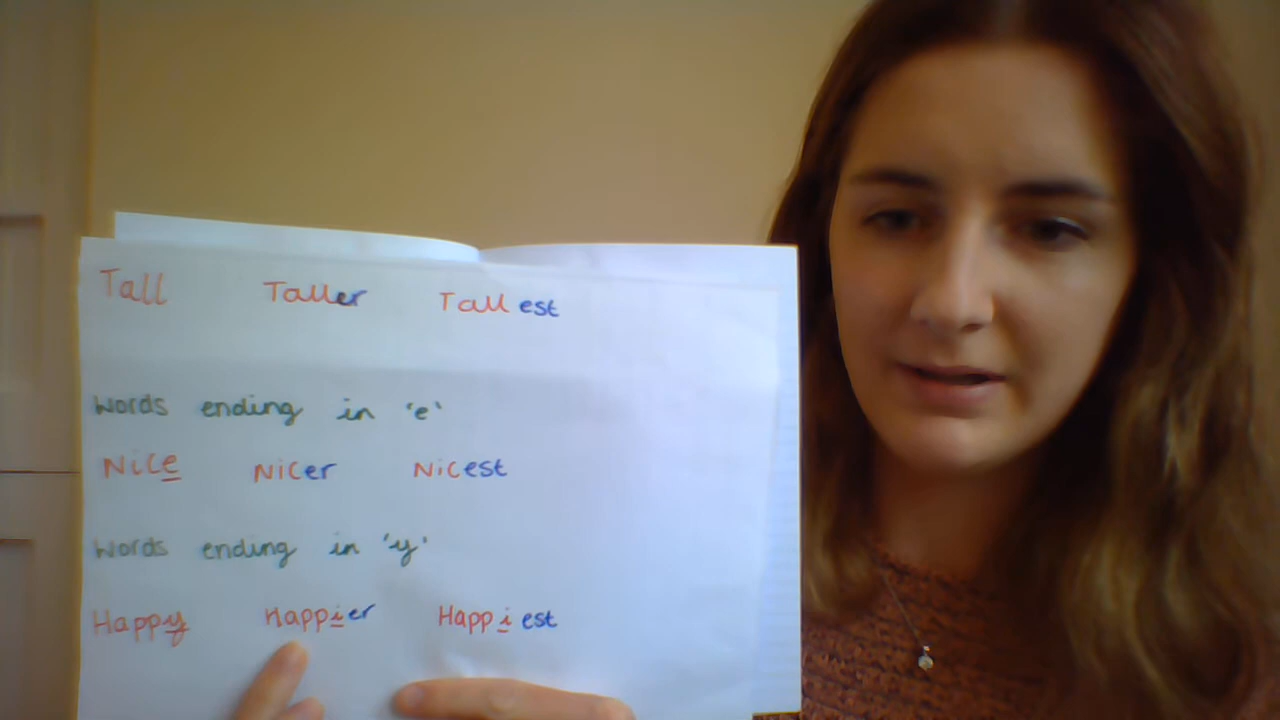 Tall Taller Tallest
Words ending in 'e'
Nice Nicer Nicest
Words ending in 'y'
Happy Happier Happiest